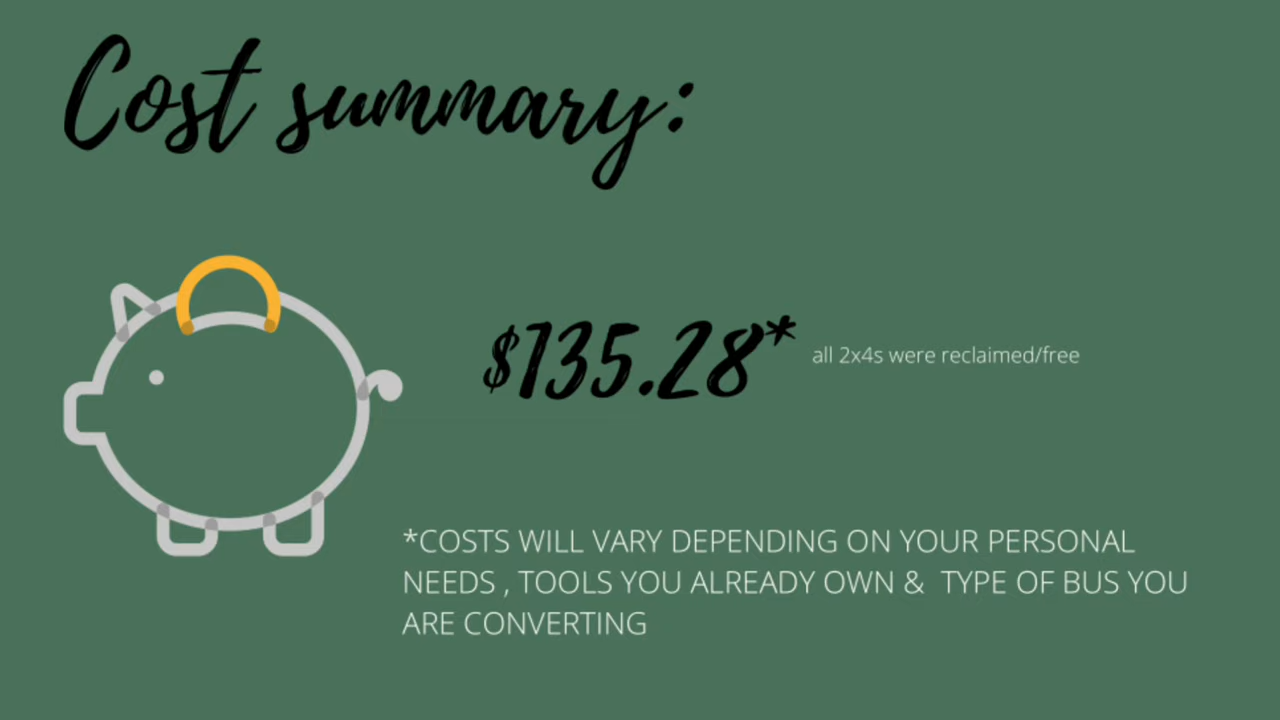 Cost summary:
$135.28*
all 2x4s were reclaimed/free
*COSTS WILL VARY DEPENDING ON YOUR PERSONAL
NEEDS , TOOLS YOU ALREADY OWN & TYPE OF BUS YOU
ARE CONVERTING